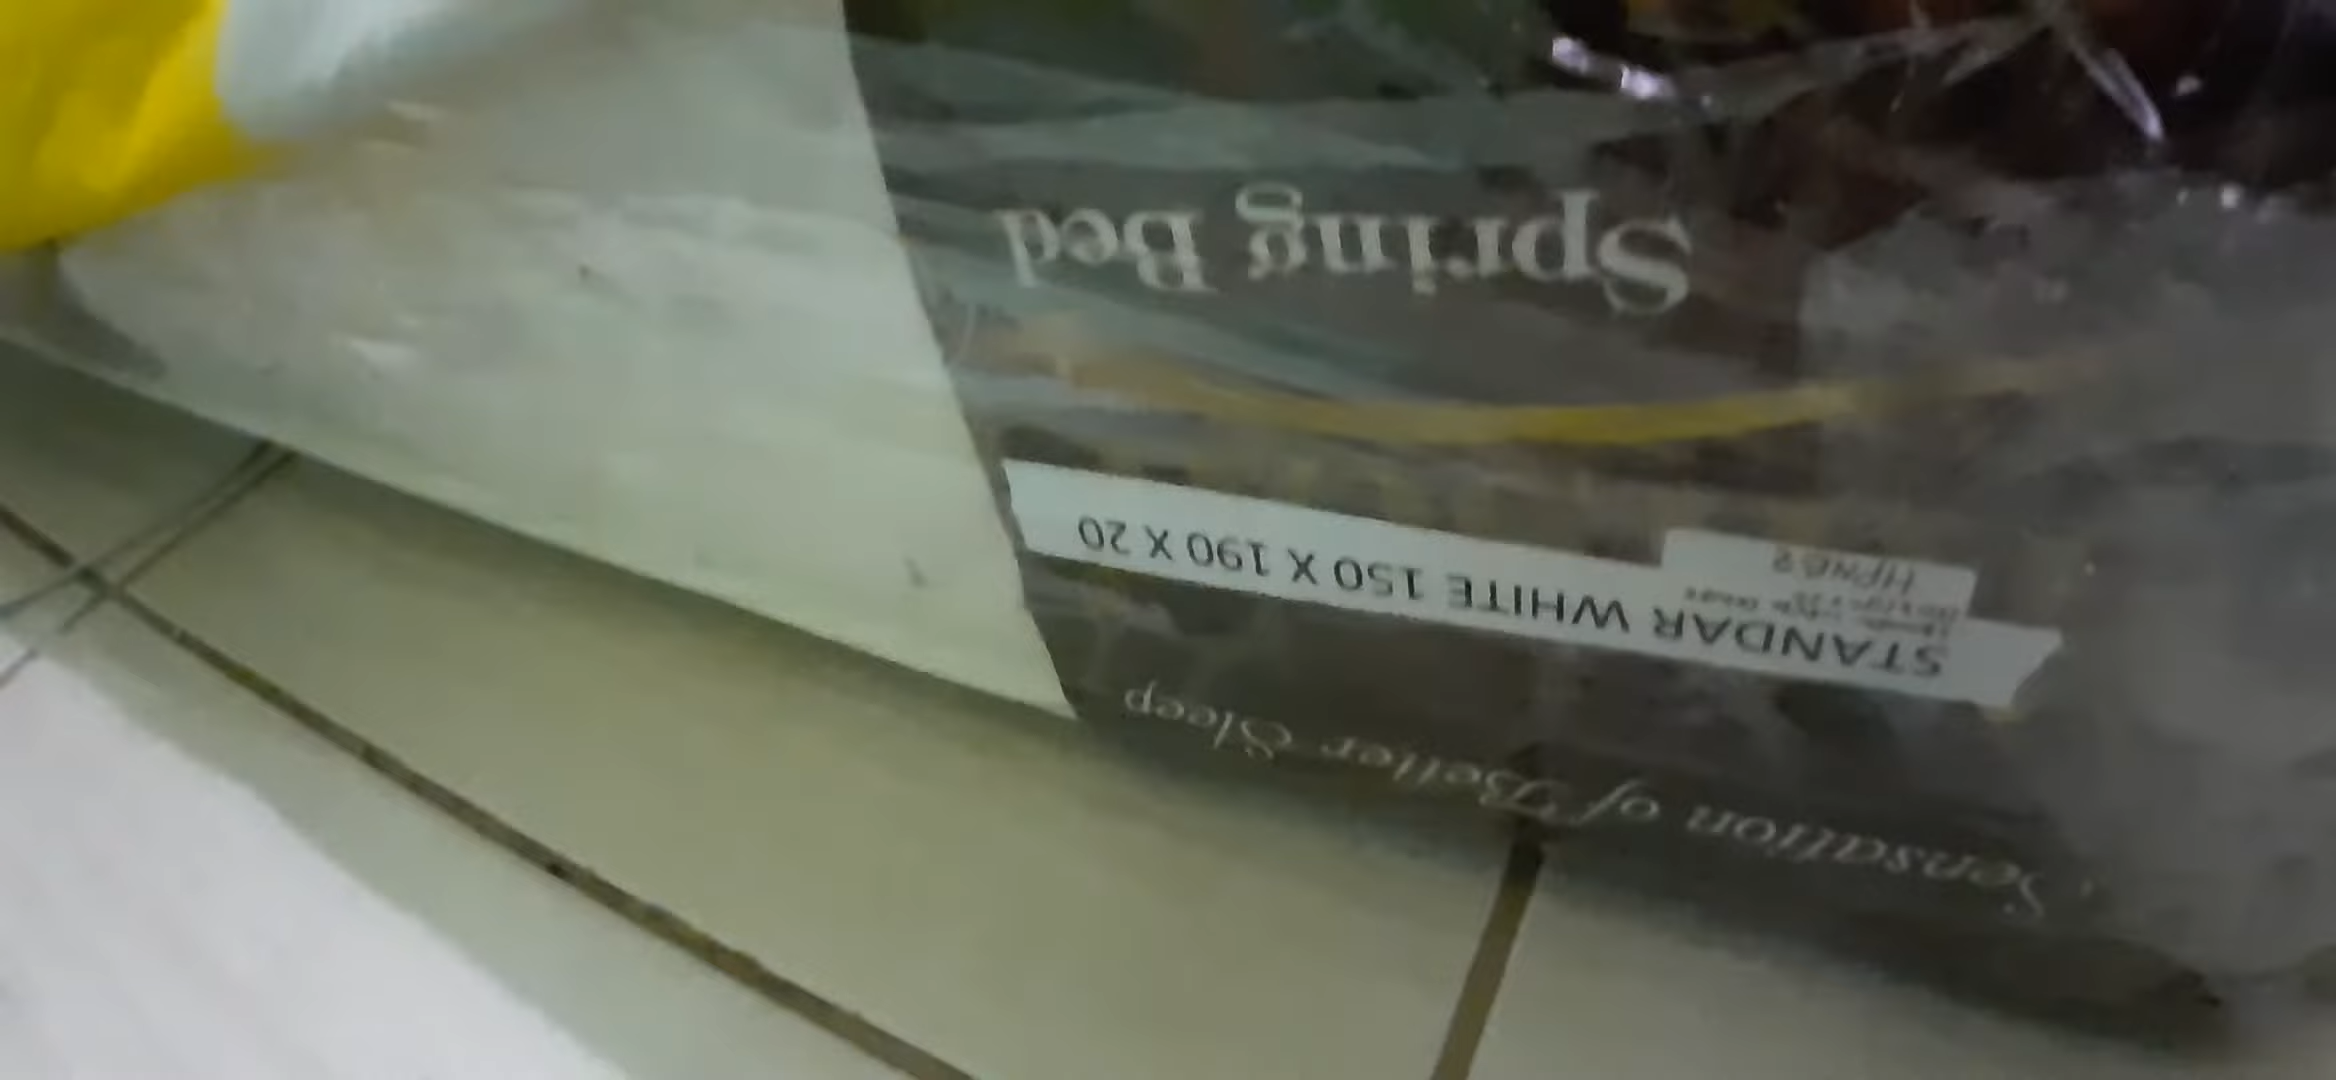 Sensation of Better Sleep
STANDAR WHITE 150 X 190 X 20
Spring Bed